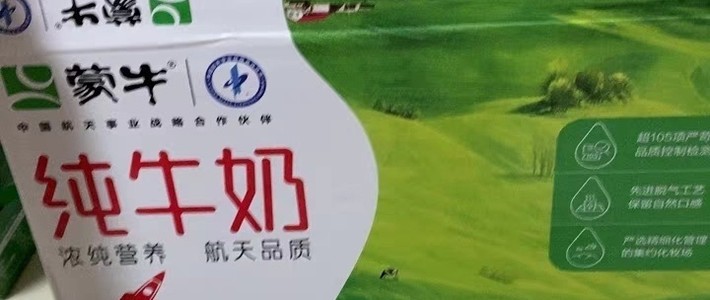 蒙牛
蒙牛®
中国航天事业战略合作伙伴
纯牛奶
浓纯营养 航天品质
超105项严苛
品质控制检测
先进脱气工艺
保留自然口感
严选精细化管理
的集约化牧场